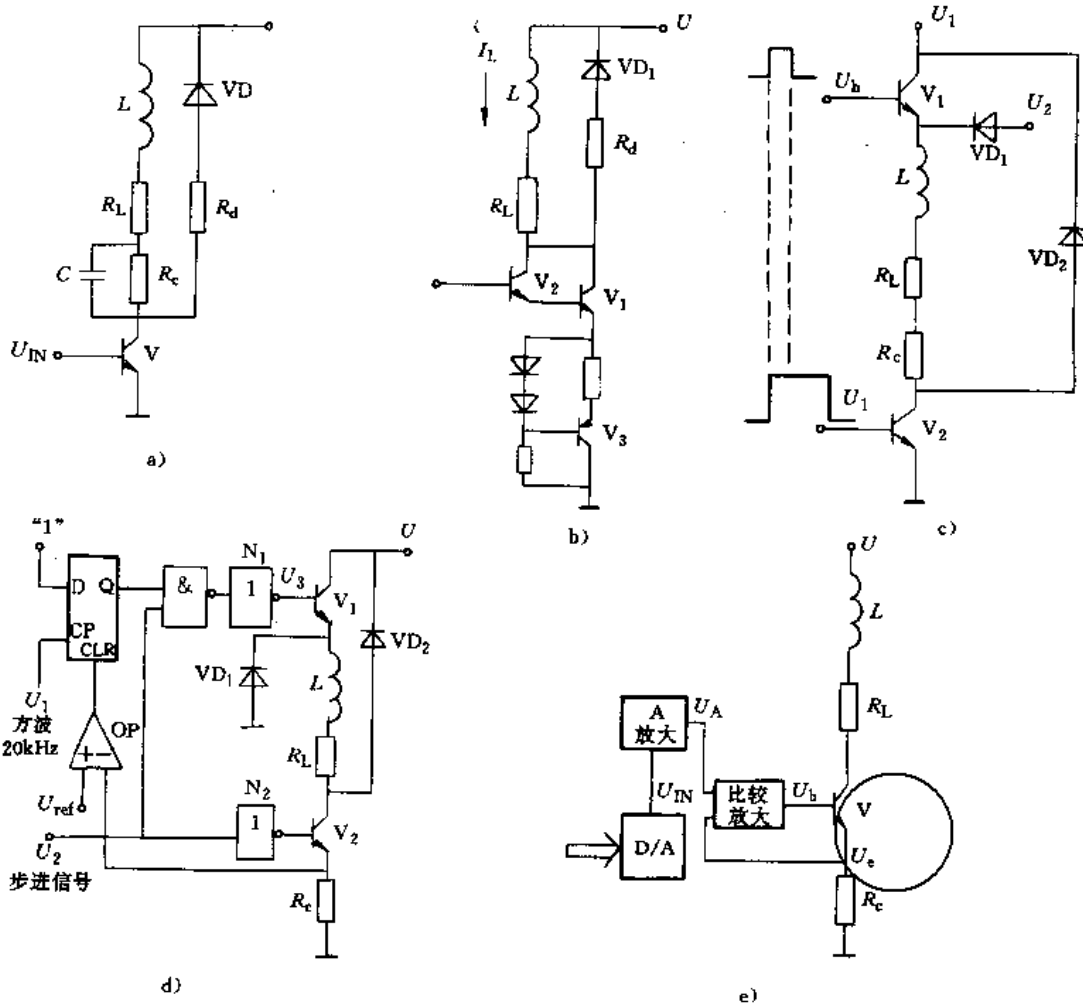 L
VD
R_L
R_d
C
R_c
U_IN
V
a)
I_L
U
L
VD_1
R_d
R_L
V_2
V_1
V_3
b)
U_1
U_b
V_1
U_2
VD_1
L
VD_2
R_L
R_c
U_1
V_2
c)
"1"
D
Q
CP
CLR
&
N_1
1
U_3
V_1
U
VD_2
VD_1
L
U_1
方波
20kHz
OP
+-
R_L
U_ref
N_2
1
V_2
U_2
步进信号
R_c
d)
U
L
R_L
A
放大
U_A
U_IN
比较
放大
U_b
V
D/A
U_e
R_c
e)